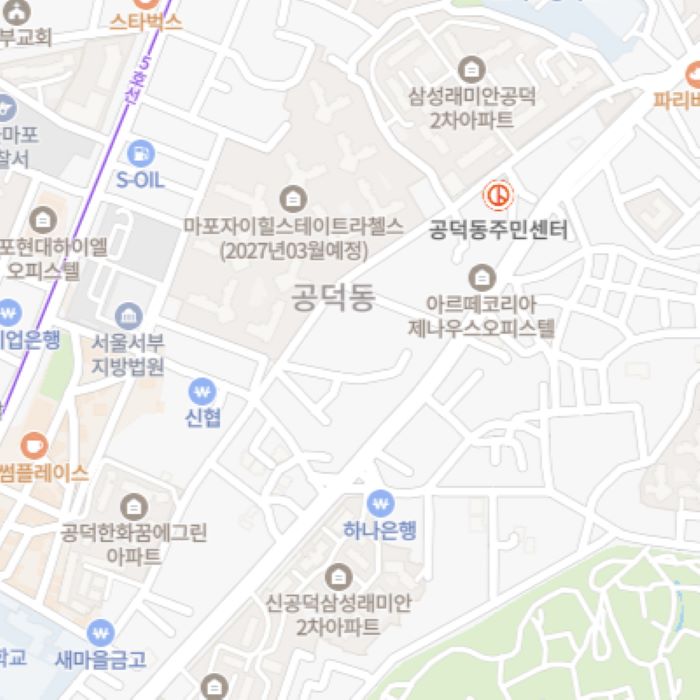 스타벅스
부교회
5호선
삼성래미안공덕
2차아파트
파리바
마포
찰서
S-OIL
마포자이힐스테이트라첼스
(2027년03월예정)
공덕동주민센터
포현대하이엘
오피스텔
공덕동
아르떼코리아
제나우스오피스텔
업은행
서울서부
지방법원
신협
썸플레이스
공덕한화꿈에그린
아파트
하나은행
신공덕삼성래미안
2차아파트
학교
새마을금고